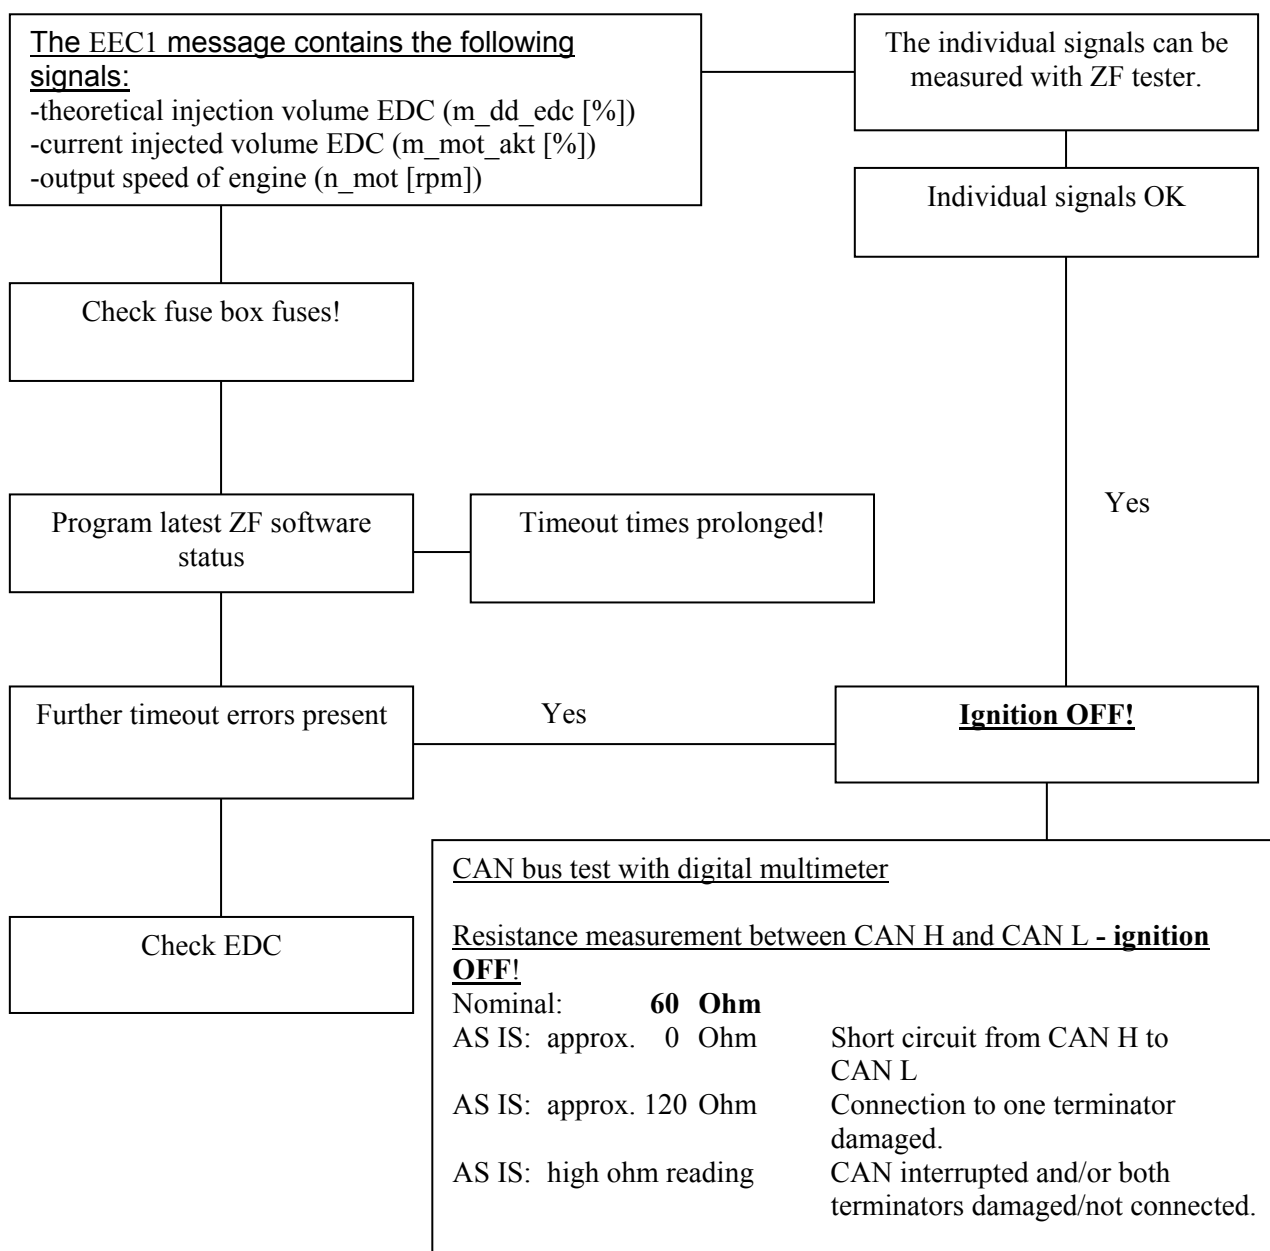 The EEC1 message contains the following
signals:
-theoretical injection volume EDC (m_dd_edc [%])
-current injected volume EDC (m_mot_akt [%])
-output speed of engine (n_mot [rpm])
The individual signals can be
measured with ZF tester.
Individual signals OK
Check fuse box fuses!
Yes
Program latest ZF software
status
Timeout times prolonged!
Further timeout errors present
Yes
Ignition OFF!
Check EDC
CAN bus test with digital multimeter
Resistance measurement between CAN H and CAN L - ignition
OFF!
Nominal: 60 Ohm
AS IS: approx. 0 Ohm Short circuit from CAN H to
CAN L
AS IS: approx. 120 Ohm Connection to one terminator
damaged.
AS IS: high ohm reading CAN interrupted and/or both
terminators damaged/not connected.